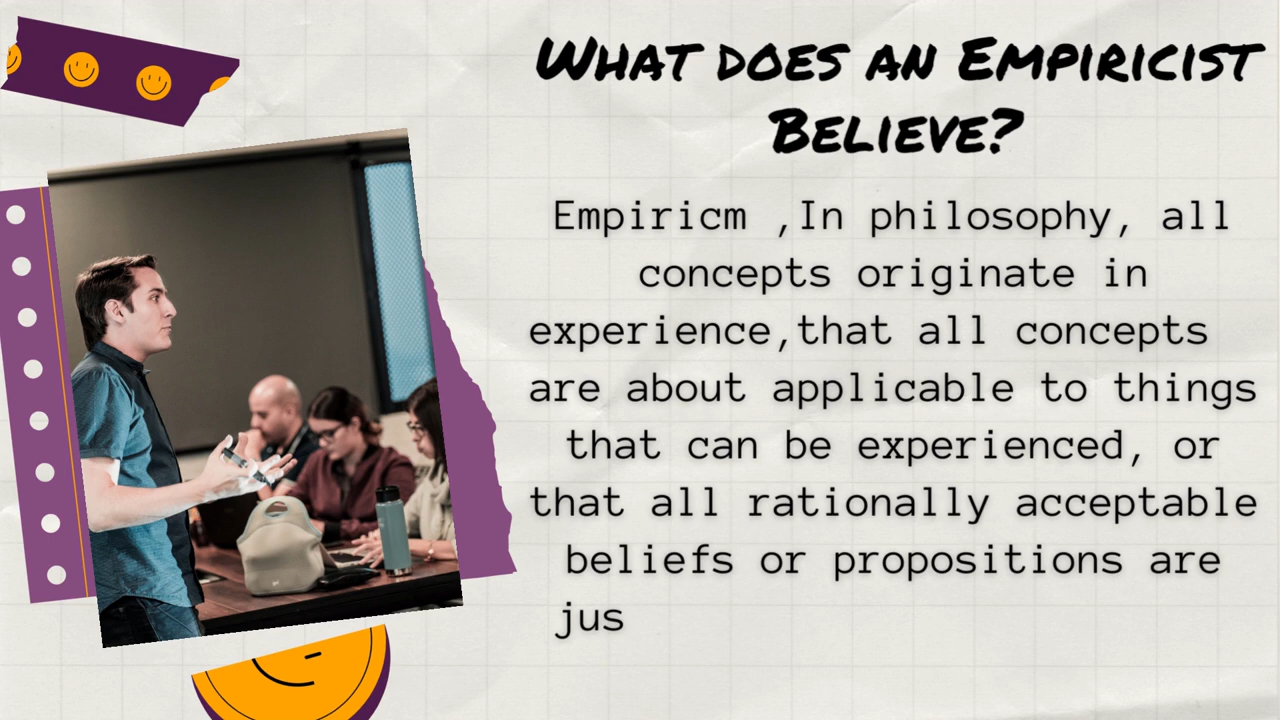 What does an Empiricist
Believe?
Empiricm ,In philosophy, all
concepts originate in
experience,that all concepts
are about applicable to things
that can be experienced, or
that all rationally acceptable
beliefs or propositions are
jus